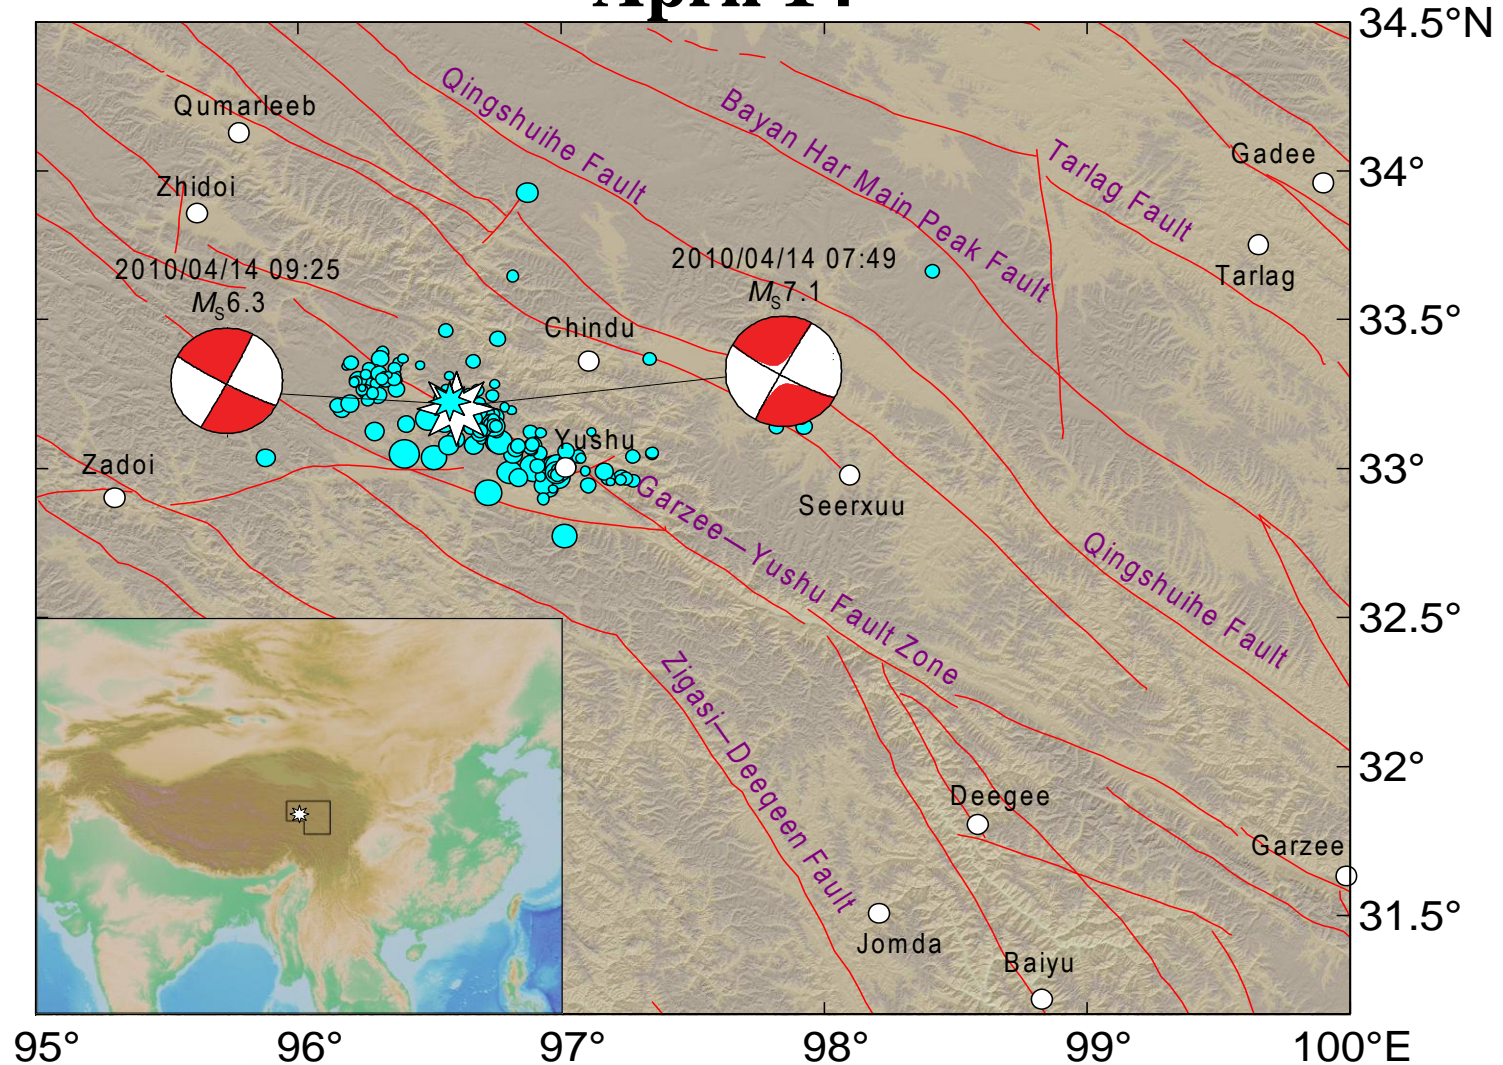 April 14
34.5°N
Qingshuihe Fault
Bayan Har Main Peak Fault
Qumarleeb
Tarlag Fault
Gadee
34°
Zhidoi
2010/04/14 09:25
Ms6.3
2010/04/14 07:49
Ms7.1
Tarlag
33.5°
Chindu
Yushu
Zadoi
33°
Seerxuu
Garzee—Yushu Fault Zone
Qingshuihe Fault
32.5°
Zigasi—Deeqeen Fault
32°
Deegee
Garzee
31.5°
Jomda
Baiyu
95°
96°
97°
98°
99°
100°E